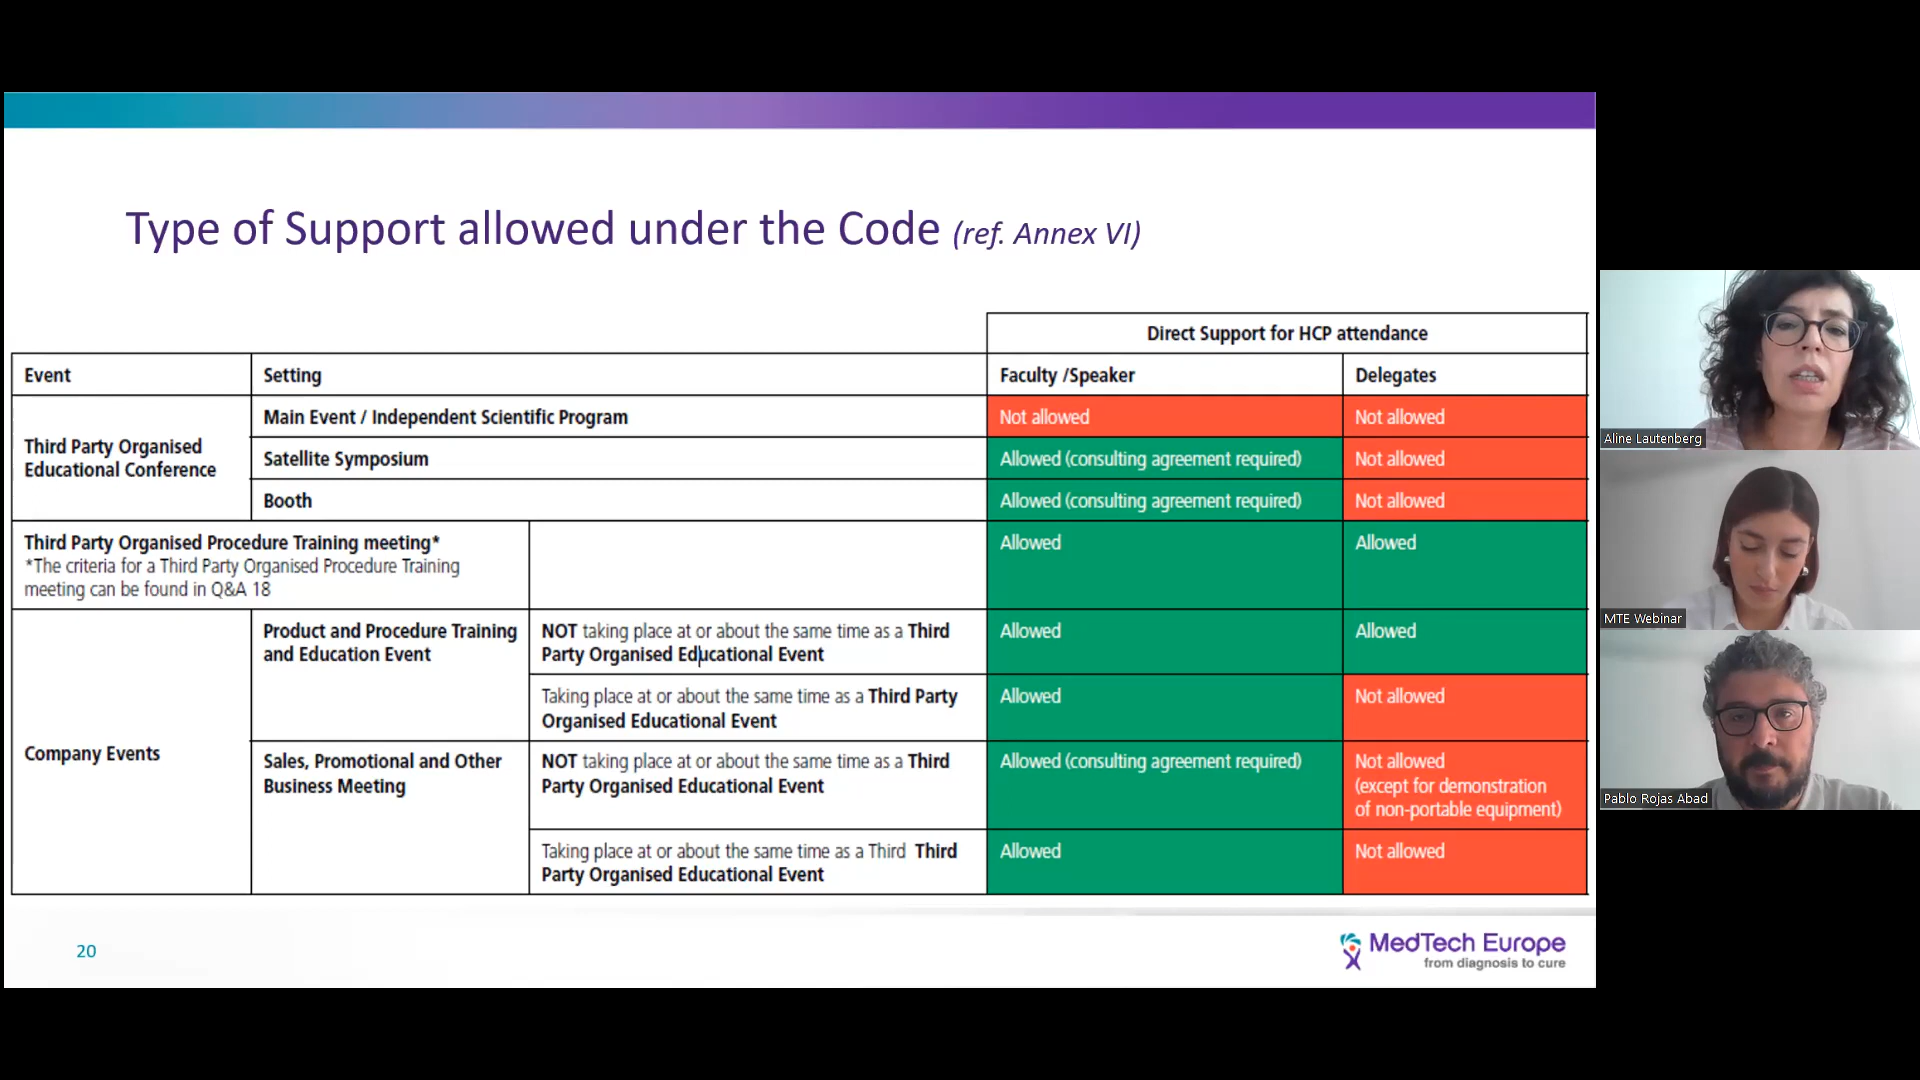 Type of Support allowed under the Code (ref. Annex VI)
Direct Support for HCP attendance
Event
Setting
Faculty /Speaker
Delegates
Third Party Organised
Educational Conference
Main Event / Independent Scientific Program
Not allowed
Not allowed
Satellite Symposium
Allowed (consulting agreement required)
Not allowed
Booth
Allowed (consulting agreement required)
Not allowed
Third Party Organised Procedure Training meeting*
*The criteria for a Third Party Organised Procedure Training
meeting can be found in Q&A 18
Allowed
Allowed
Company Events
Product and Procedure Training
and Education Event
NOT taking place at or about the same time as a Third
Party Organised Educational Event
Allowed
Allowed
Taking place at or about the same time as a Third Party
Organised Educational Event
Allowed
Not allowed
Sales, Promotional and Other
Business Meeting
NOT taking place at or about the same time as a Third
Party Organised Educational Event
Allowed (consulting agreement required)
Not allowed
(except for demonstration
of non-portable equipment)
Taking place at or about the same time as a Third Third
Party Organised Educational Event
Allowed
Not allowed
20
MedTech Europe
from diagnosis to cure
Aline Lautenberg
MTE Webinar
Pablo Rojas Abad